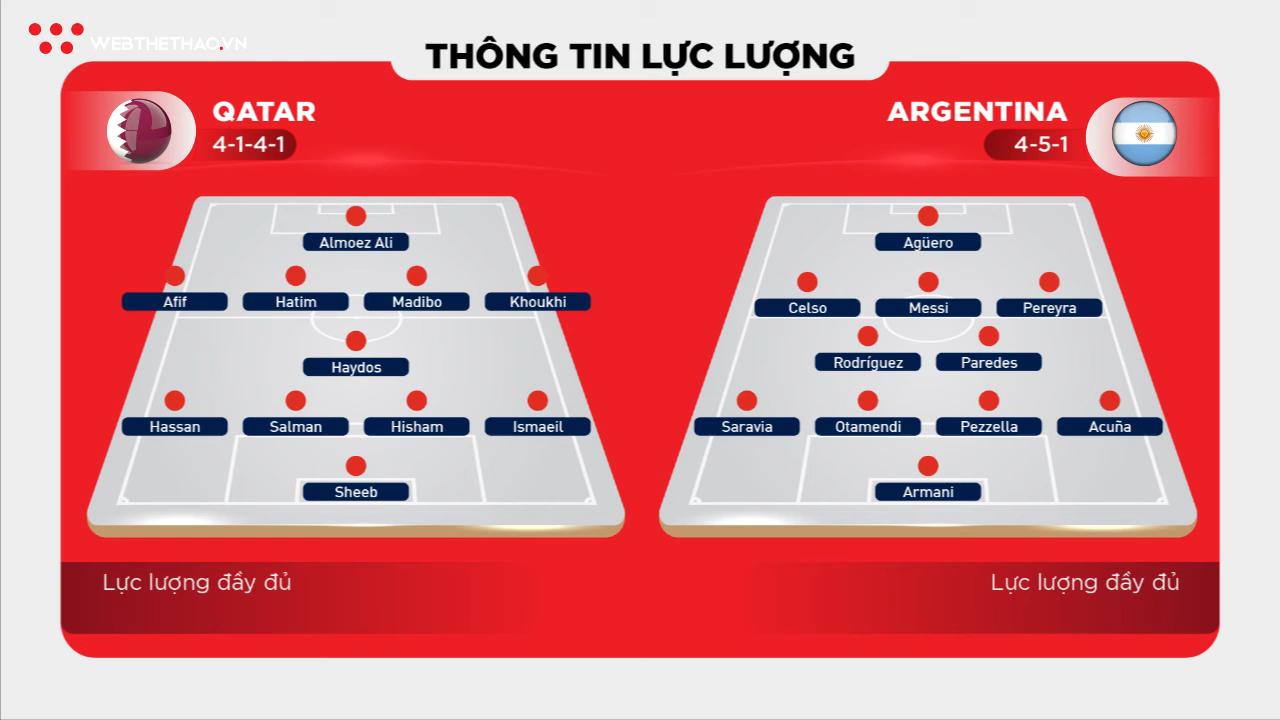 WEBTHETHAO.VN
THÔNG TIN LỰC LƯỢNG
QATAR
4-1-4-1
Almoez Ali
Afif
Hatim
Madibo
Khoukhi
Haydos
Hassan
Salman
Hisham
Ismaeil
Sheeb
Lực lượng đầy đủ
ARGENTINA
4-5-1
Agüero
Celso
Messi
Pereyra
Rodríguez
Paredes
Saravia
Otamendi
Pezzella
Acuña
Armani
Lực lượng đầy đủ